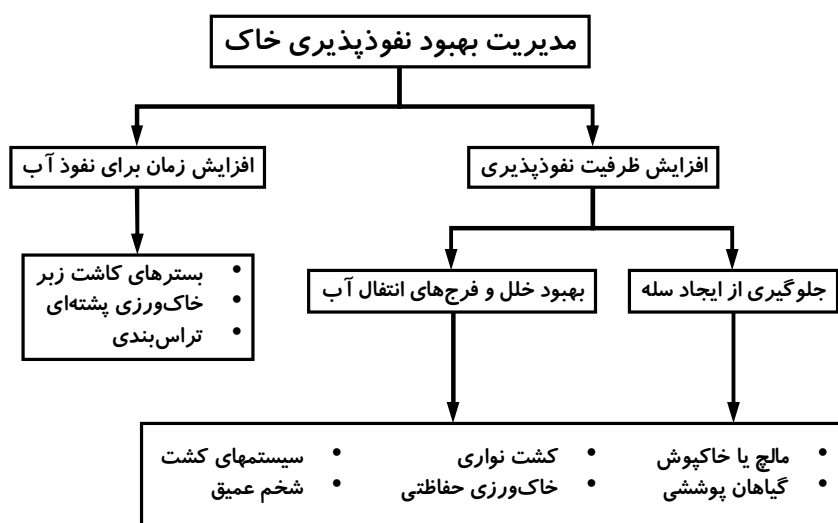 مدیریت بهبود نفوذپذیری خاک
افزایش ظرفیت نفوذپذیری
افزایش زمان برای نفوذ آب
• بسترهای کاشت زبر
• خاک‌ورزی پشته‌ای
• تراس‌بندی
جلوگیری از ایجاد سله
بهبود خلل و فرج‌های انتفال آب
• مالچ یا خاکپوش
• گیاهان پوششی
• کشت نواری
• خاک‌ورزی حفاظتی
• سیستمهای کشت
• شخم عمیق